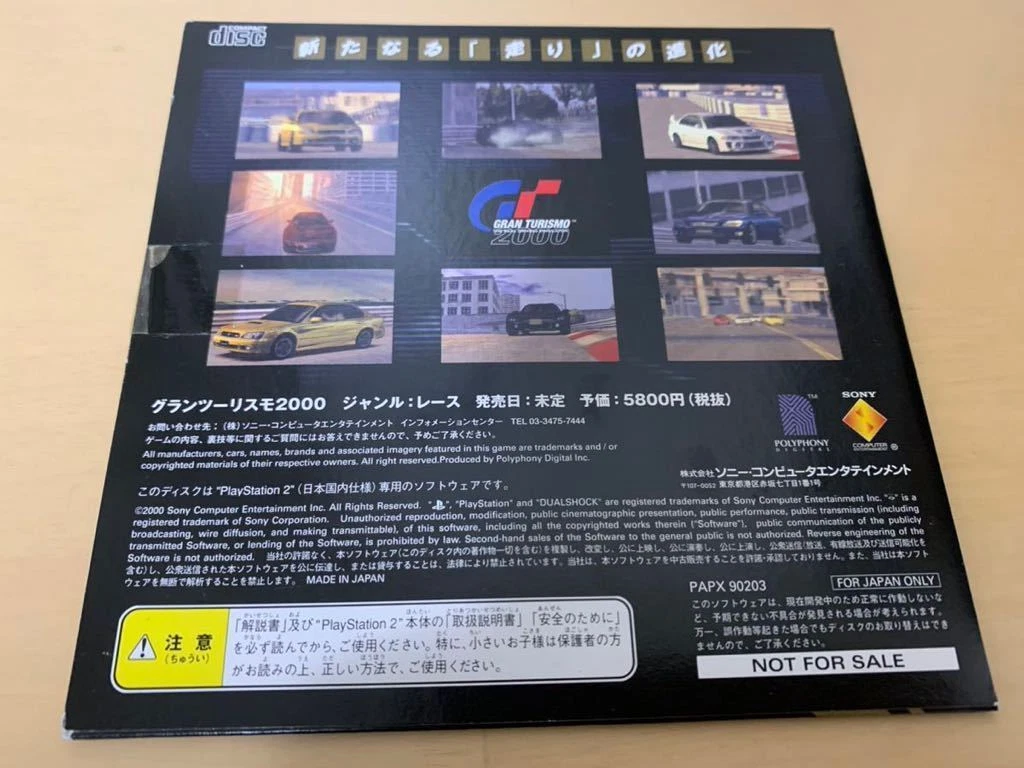 COMPACT
disc
新たなる「走り」の進化
GRAN TURISMO™
2000
グランツーリスモ2000 ジャンル:レース 発売日:未定 予価:5800円(税抜)
お問い合わせ先:(株)ソニー・コンピュータエンタテインメント インフォメーションセンター TEL 03-3475-7444
ゲームの内容、裏技等に関するご質問にはお答えできませんので、予めご了承ください。
All manufacturers, cars, names, brands and associated imagery featured in this game are trademarks and / or
copyrighted materials of their respective owners. All right reserved.Produced by Polyphony Digital Inc.
TM
POLYPHONY
DIGITAL
SONY
COMPUTER
ENTERTAINMENT
®
株式会社ソニー・コンピュータエンタテインメント
〒107-0052 東京都港区赤坂七丁目1番1号
このディスクは"PlayStation 2"(日本国内仕様)専用のソフトウェアです。
©2000 Sony Computer Entertainment Inc. All Rights Reserved. "PS", "PlayStation" and "DUALSHOCK" are registered trademarks of Sony Computer Entertainment Inc. "" is a
registered trademark of Sony Corporation. Unauthorized reproduction, modification, public cinematographic presentation, public performance, public transmission (including
broadcasting, wire diffusion, and making transmittable), of this software, including all the copyrighted works therein ("Software"), public communication of the publicly
transmitted Software, or lending of the Software, is prohibited by law. Second-hand sales of the Software to the general public is not authorized. Reverse engineering of the
Software is not authorized. 当社の許諾なく、本ソフトウェア(このディスク内の著作物一切を含む)を複製し、改変し、公に上映し、公に演奏し、公に上演し、公衆送信(放送、有線放送及び送信可能化を
含む)し、公衆送信された本ソフトウェアを公に伝達し、または貸与することは、法律により禁止されています。当社は、本ソフトウェアを中古販売することを許諾・承認しておりません。また、当社は本ソフト
ウェアを無断で解析することを禁止します。 MADE IN JAPAN
PAPX 90203
FOR JAPAN ONLY
このソフトウェアは、現在開発中のため正常に作動しないな
ど、予期できない不具合が発見される場合が考えられます。
万一、誤作動等起きた場合でもディスクのお取り替えはでき
ませんので、ご了承ください。
NOT FOR SALE
注意
(ちゅうい)
「解説書」及び"PlayStation 2"本体の「取扱説明書」「安全のために」
を必ず読んでから、ご使用ください。特に、小さいお子様は保護者の方
がお読みの上、正しい方法で、ご使用ください。